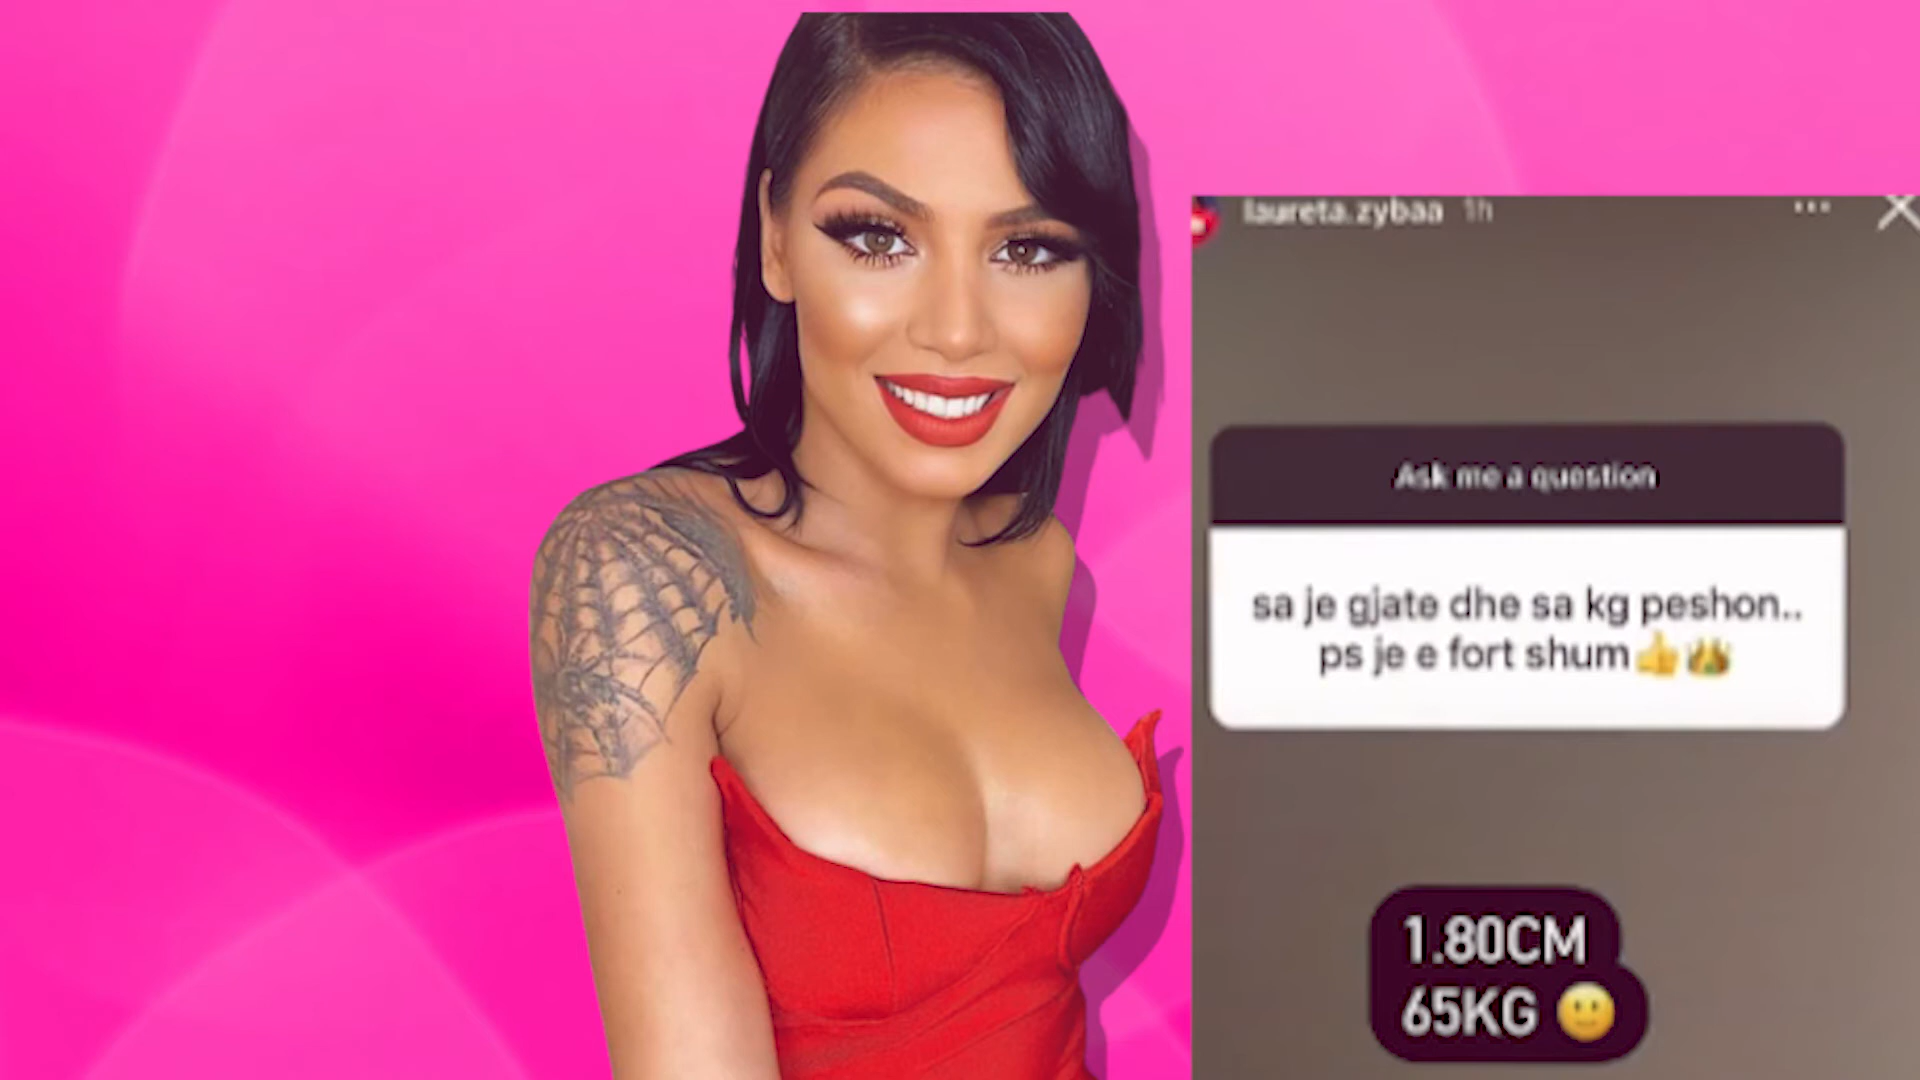 laureta.zybaa 1h
Ask me a question
sa je gjate dhe sa kg peshon..
ps je e fort shum👍👑
1.80CM
65KG 🙂